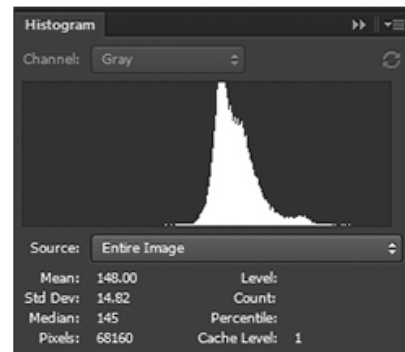 Histogram
Channel: Gray
Source: Entire Image
Mean: 148.00 Level:
Std Dev: 14.82 Count:
Median: 145 Percentile:
Pixels: 68160 Cache Level: 1